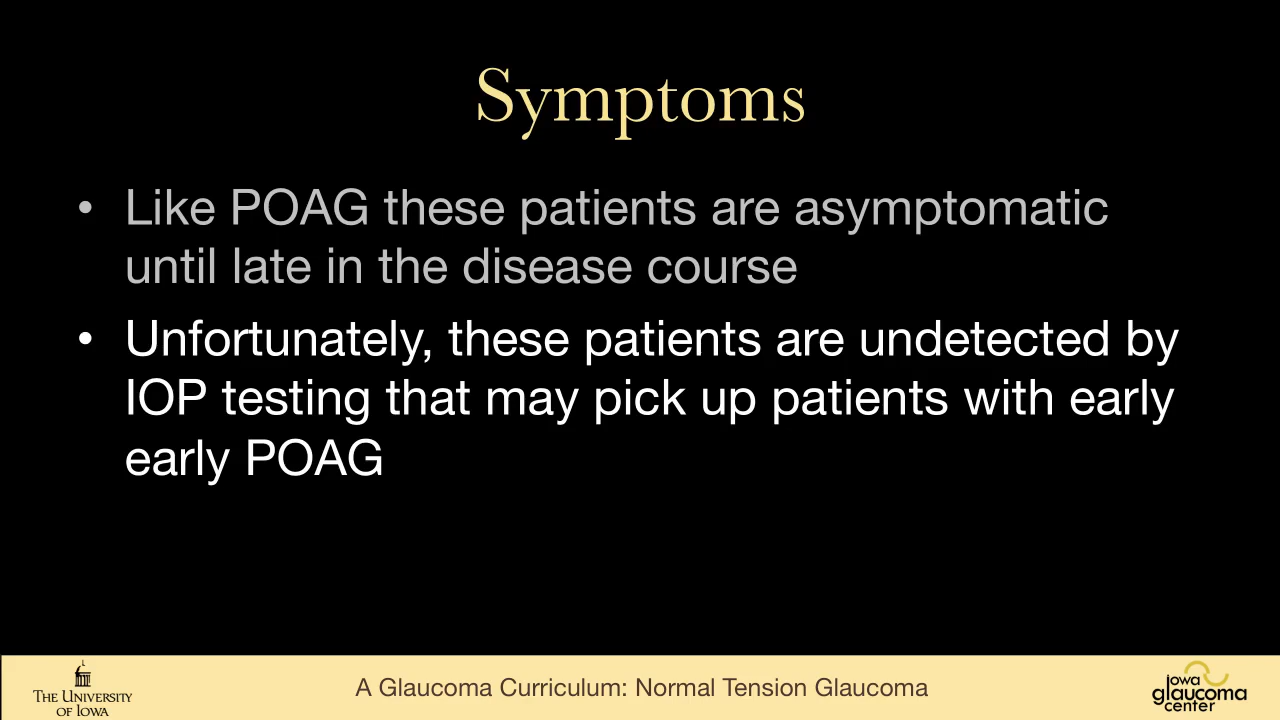 Symptoms
• Like POAG these patients are asymptomatic
until late in the disease course
• Unfortunately, these patients are undetected by
IOP testing that may pick up patients with early
early POAG
THE UNIVERSITY
OF IOWA
A Glaucoma Curriculum: Normal Tension Glaucoma
iowa
glaucoma
center